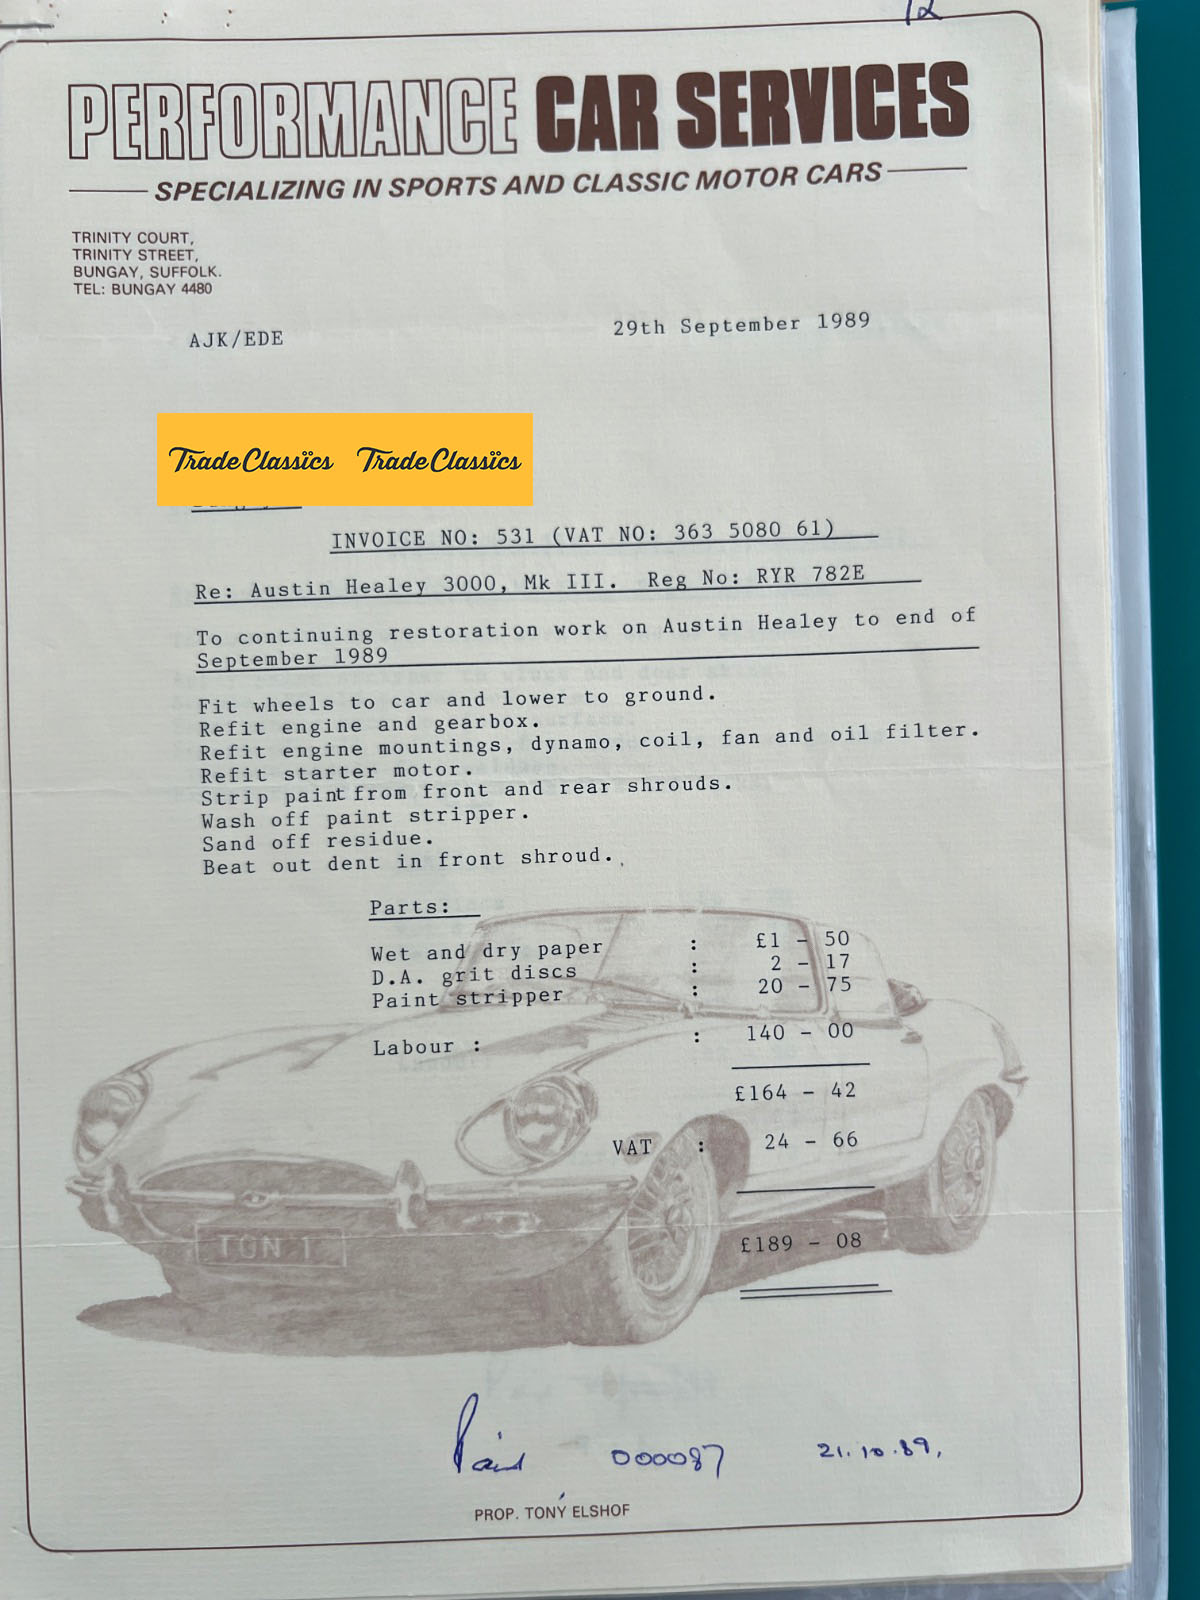 12
PERFORMANCE CAR SERVICES
SPECIALIZING IN SPORTS AND CLASSIC MOTOR CARS
TRINITY COURT,
TRINITY STREET,
BUNGAY, SUFFOLK.
TEL: BUNGAY 4480
AJK/EDE
29th September 1989
TradeClassics TradeClassics
INVOICE NO: 531 (VAT NO: 363 5080 61)
Re: Austin Healey 3000, Mk III. Reg No: RYR 782E
To continuing restoration work on Austin Healey to end of
September 1989
Fit wheels to car and lower to ground.
Refit engine and gearbox.
Refit engine mountings, dynamo, coil, fan and oil filter.
Refit starter motor.
Strip paint from front and rear shrouds.
Wash off paint stripper.
Sand off residue.
Beat out dent in front shroud.
Parts:
Wet and dry paper : £1 - 50
D.A. grit discs : 2 - 17
Paint stripper : 20 - 75
Labour : : 140 - 00
£164 - 42
VAT : 24 - 66
TON 1
£189 - 08
Paid 000087 21.10.89.
PROP. TONY ELSHOF